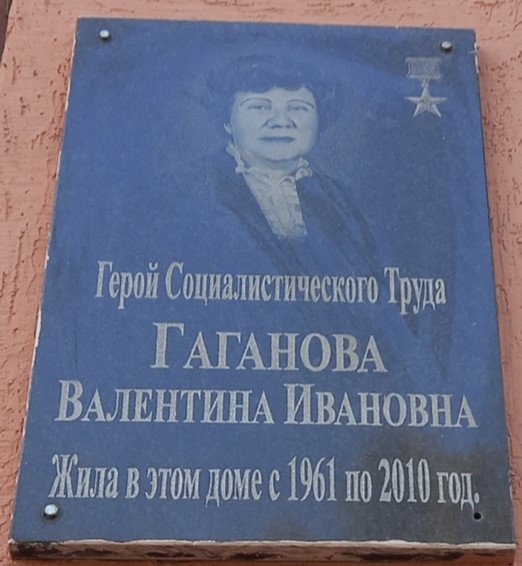 Герой Социалистического Труда
ГАГАНОВА
ВАЛЕНТИНА ИВАНОВНА
Жила в этом доме с 1961 по 2010 год.